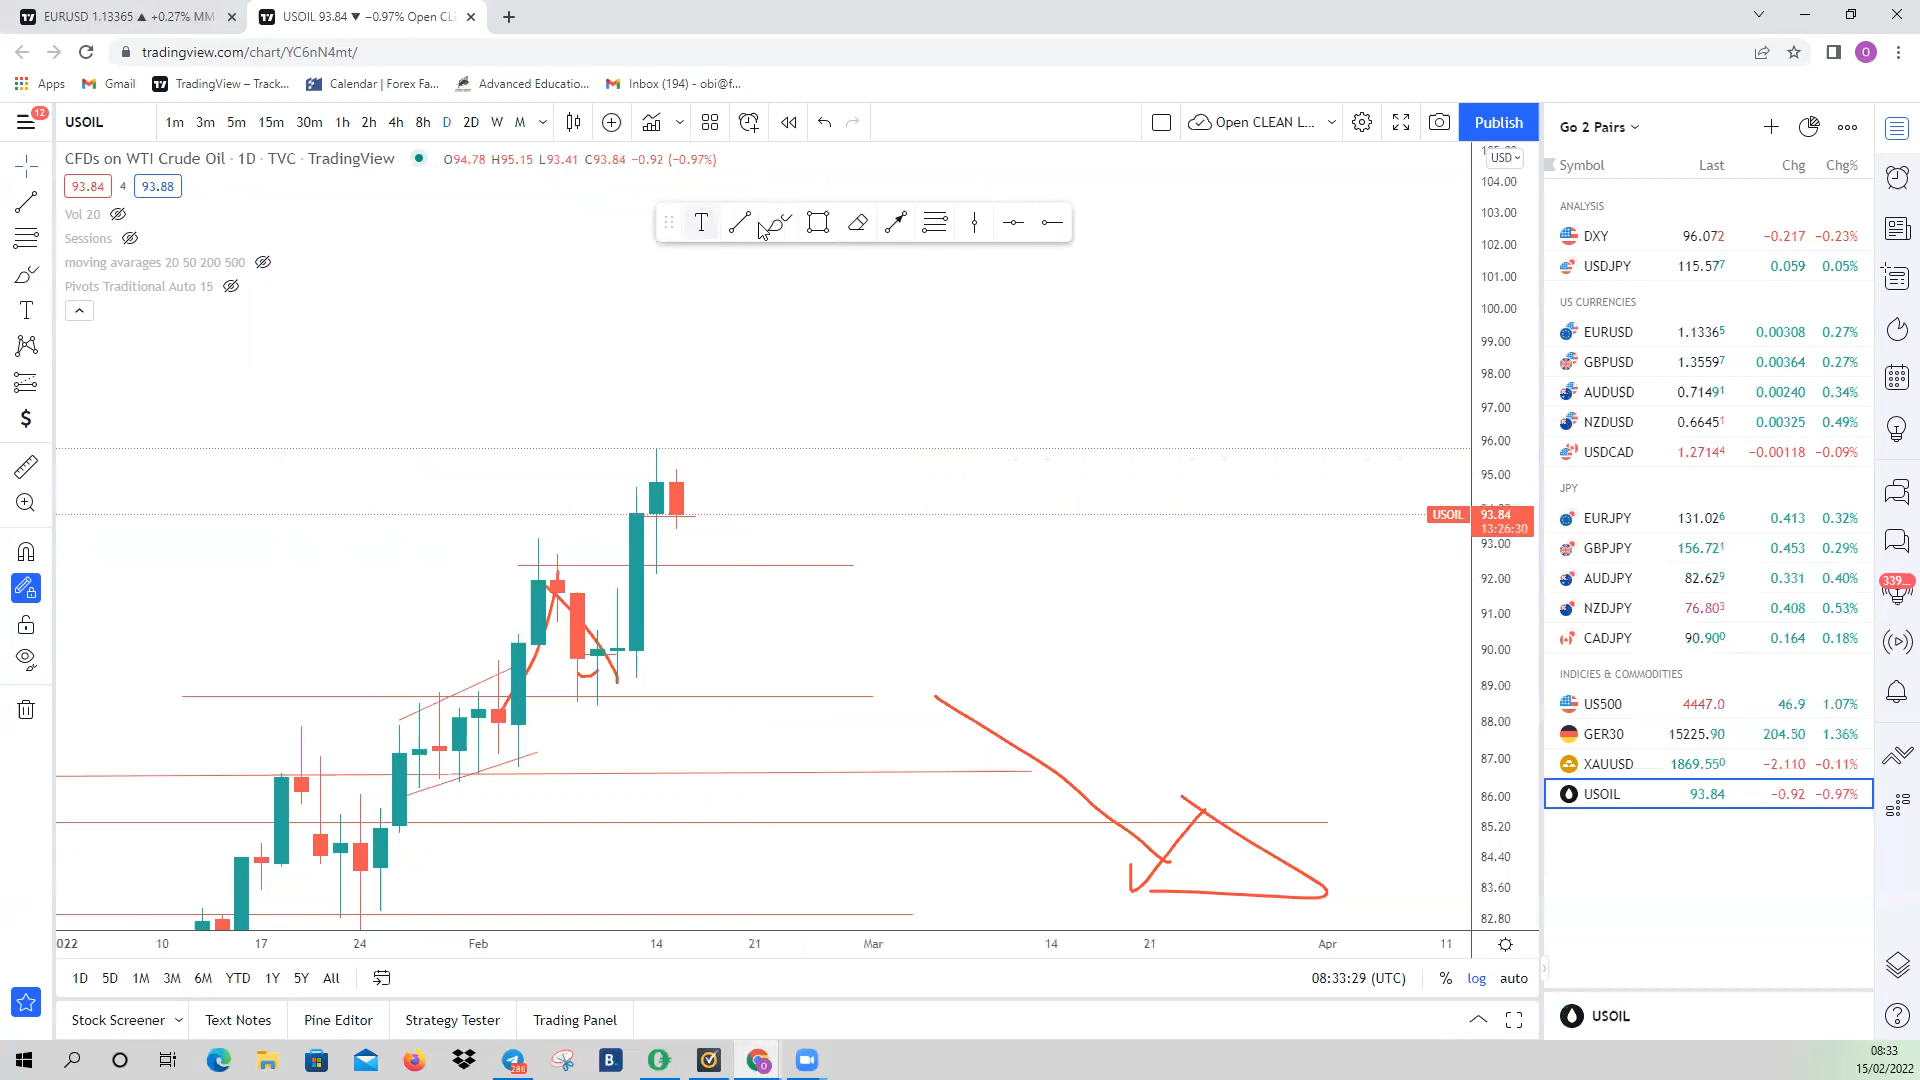 EURUSD 1.13365 ▲ +0.27% MM
USOIL 93.84 ▼ −0.97% Open CL
tradingview.com/chart/YC6nN4mt/
Apps
Gmail
TradingView – Track...
Calendar | Forex Fa...
Advanced Educatio...
Inbox (194) - obi@f...
12
USOIL
1m 3m 5m 15m 30m 1h 2h 4h 8h D 2D W M
Open CLEAN L...
Publish
CFDs on WTI Crude Oil · 1D · TVC · TradingView
O94.78 H95.15 L93.41 C93.84 −0.92 (−0.97%)
93.84 4 93.88
Vol 20
Sessions
moving avarages 20 50 200 500
Pivots Traditional Auto 15
USD
104.00
103.00
102.00
101.00
100.00
99.00
98.00
97.00
96.00
95.00
USOIL 93.84
13:26:30
93.00
92.00
91.00
90.00
89.00
88.00
87.00
86.00
85.20
84.40
83.60
82.80
022 10 17 24 Feb 14 21 Mar 14 21 Apr 11
1D 5D 1M 3M 6M YTD 1Y 5Y All
08:33:29 (UTC) % log auto
Stock Screener Text Notes Pine Editor Strategy Tester Trading Panel
Go 2 Pairs
Symbol Last Chg Chg%
ANALYSIS
DXY 96.072 −0.217 −0.23%
USDJPY 115.577 0.059 0.05%
US CURRENCIES
EURUSD 1.13365 0.00308 0.27%
GBPUSD 1.35597 0.00364 0.27%
AUDUSD 0.71491 0.00240 0.34%
NZDUSD 0.66451 0.00325 0.49%
USDCAD 1.27144 −0.00118 −0.09%
JPY
EURJPY 131.026 0.413 0.32%
GBPJPY 156.721 0.453 0.29%
AUDJPY 82.629 0.331 0.40%
NZDJPY 76.803 0.408 0.53%
CADJPY 90.900 0.164 0.18%
INDICIES & COMMODITIES
US500 4447.0 46.9 1.07%
GER30 15225.90 204.50 1.36%
XAUUSD 1869.550 −2.110 −0.11%
USOIL 93.84 −0.92 −0.97%
USOIL
339...
286
08:33
15/02/2022